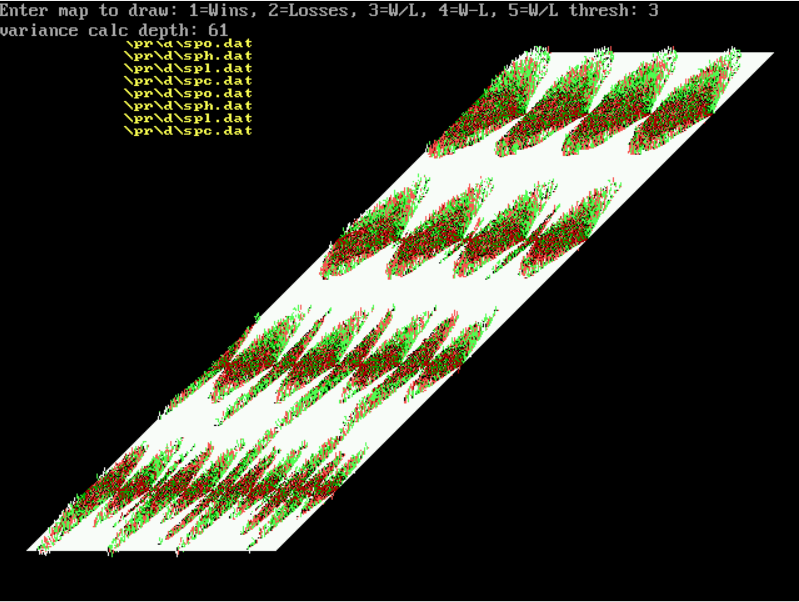 Enter map to draw: 1=Wins, 2=Losses, 3=W/L, 4=W-L, 5=W/L thresh: 3
variance calc depth: 61
\pr\d\spo.dat
\pr\d\sph.dat
\pr\d\spl.dat
\pr\d\spc.dat
\pr\d\spo.dat
\pr\d\sph.dat
\pr\d\spl.dat
\pr\d\spc.dat